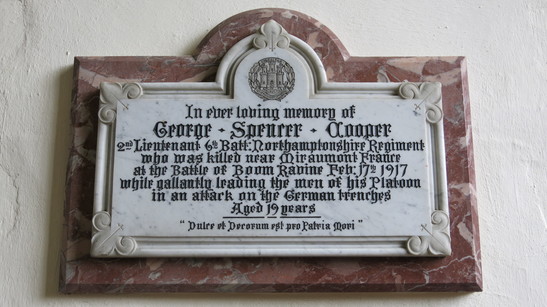 In ever loving memory of
George - Spencer - Cooper
2nd Lieutenant 6th Batt: Northamptonshire Regiment
who was killed near Miraumont France
at the Battle of Boom Ravine Feb: 17th 1917
while gallantly leading the men of his Platoon
in an attack on the German trenches
Aged 19 years
"Dulce et Decorum est pro Patria Mori"